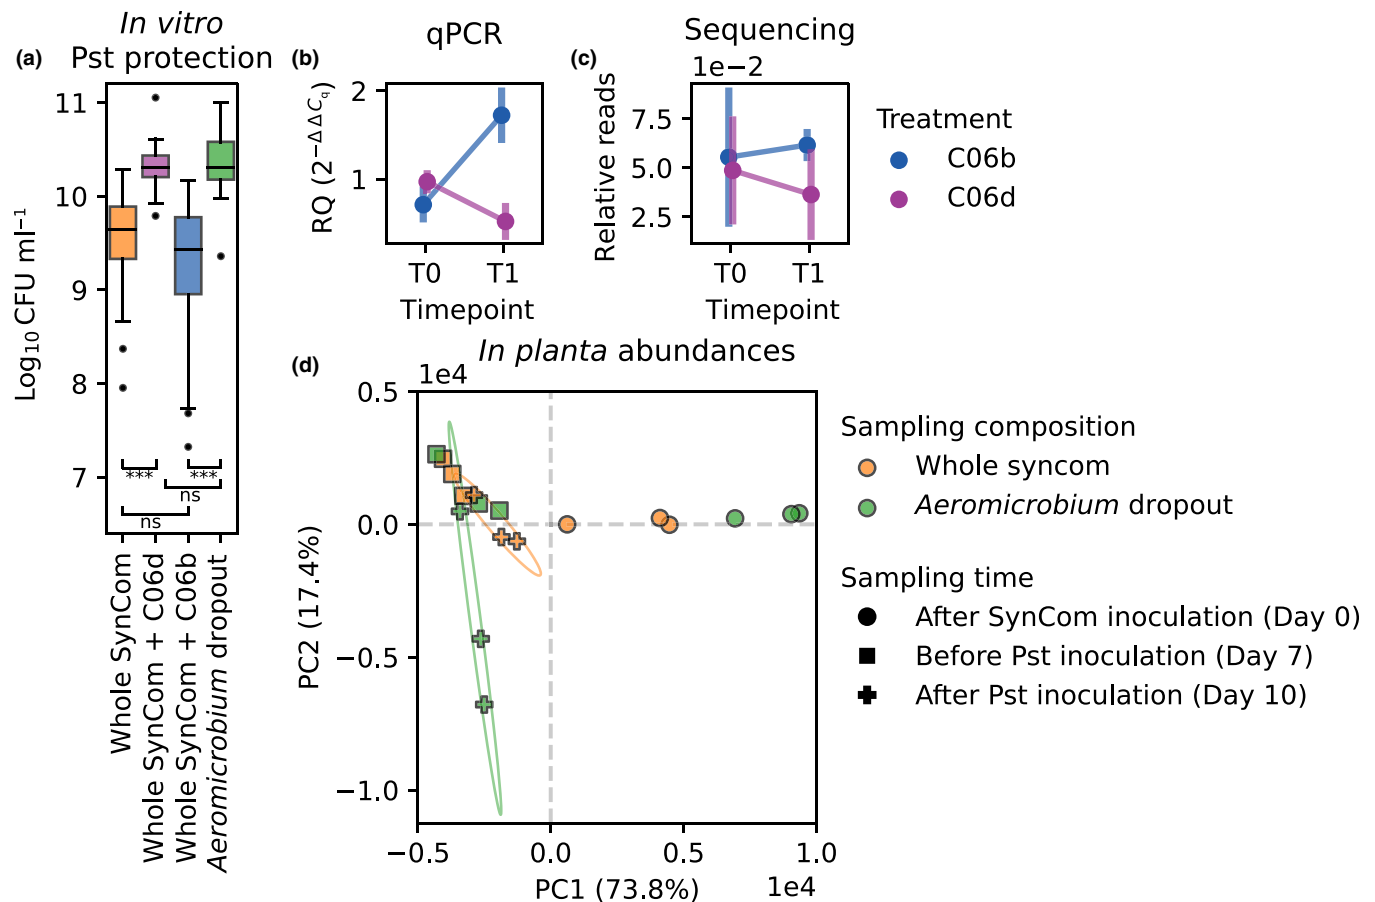 (a)
In vitro
Pst protection
Log10 CFU ml−1
11
10
9
8
7
***
***
ns
ns
Whole SynCom
Whole SynCom + C06d
Whole SynCom + C06b
Aeromicrobium dropout
(b)
qPCR
RQ (2−ΔΔCq)
2
1
T0
T1
Timepoint
(c)
Sequencing
1e−2
Relative reads
7.5
5.0
2.5
T0
T1
Timepoint
Treatment
C06b
C06d
(d)
In planta abundances
1e4
PC2 (17.4%)
0.5
0.0
−0.5
−1.0
−0.5
0.0
0.5
1.0
PC1 (73.8%)
1e4
Sampling composition
Whole syncom
Aeromicrobium dropout
Sampling time
After SynCom inoculation (Day 0)
Before Pst inoculation (Day 7)
After Pst inoculation (Day 10)